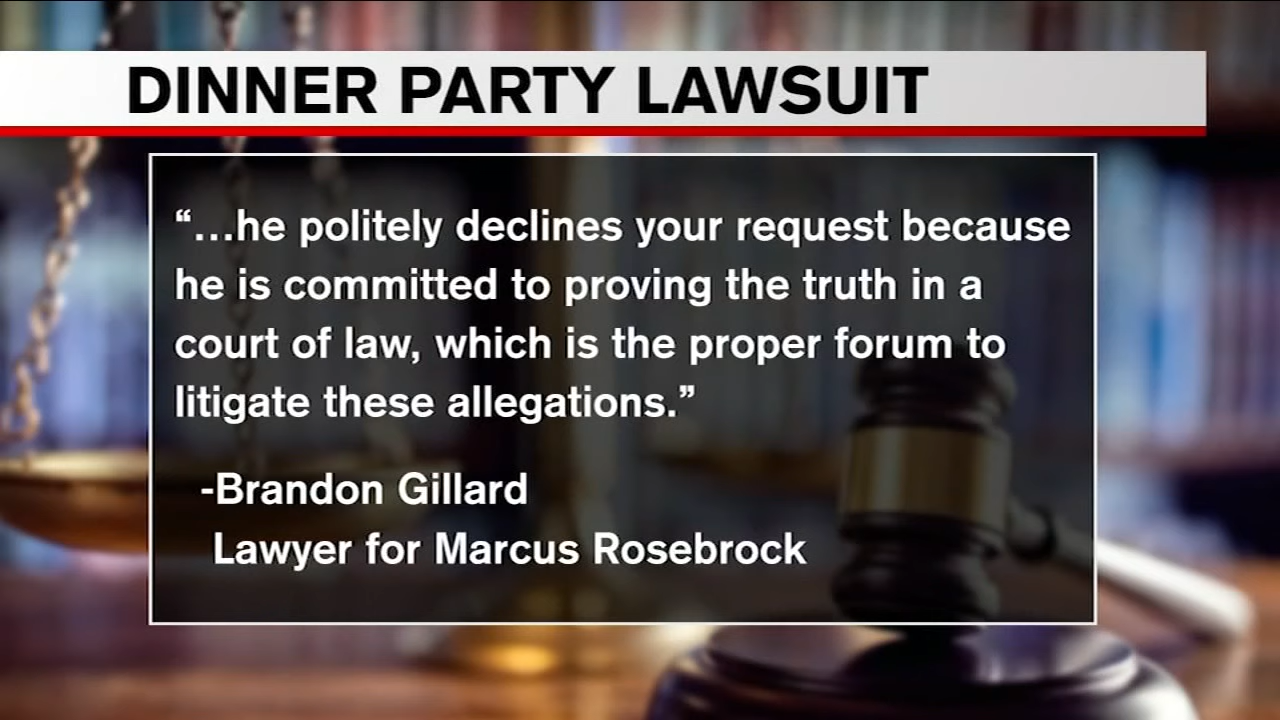 DINNER PARTY LAWSUIT
“...he politely declines your request because
he is committed to proving the truth in a
court of law, which is the proper forum to
litigate these allegations.”
-Brandon Gillard
Lawyer for Marcus Rosebrock